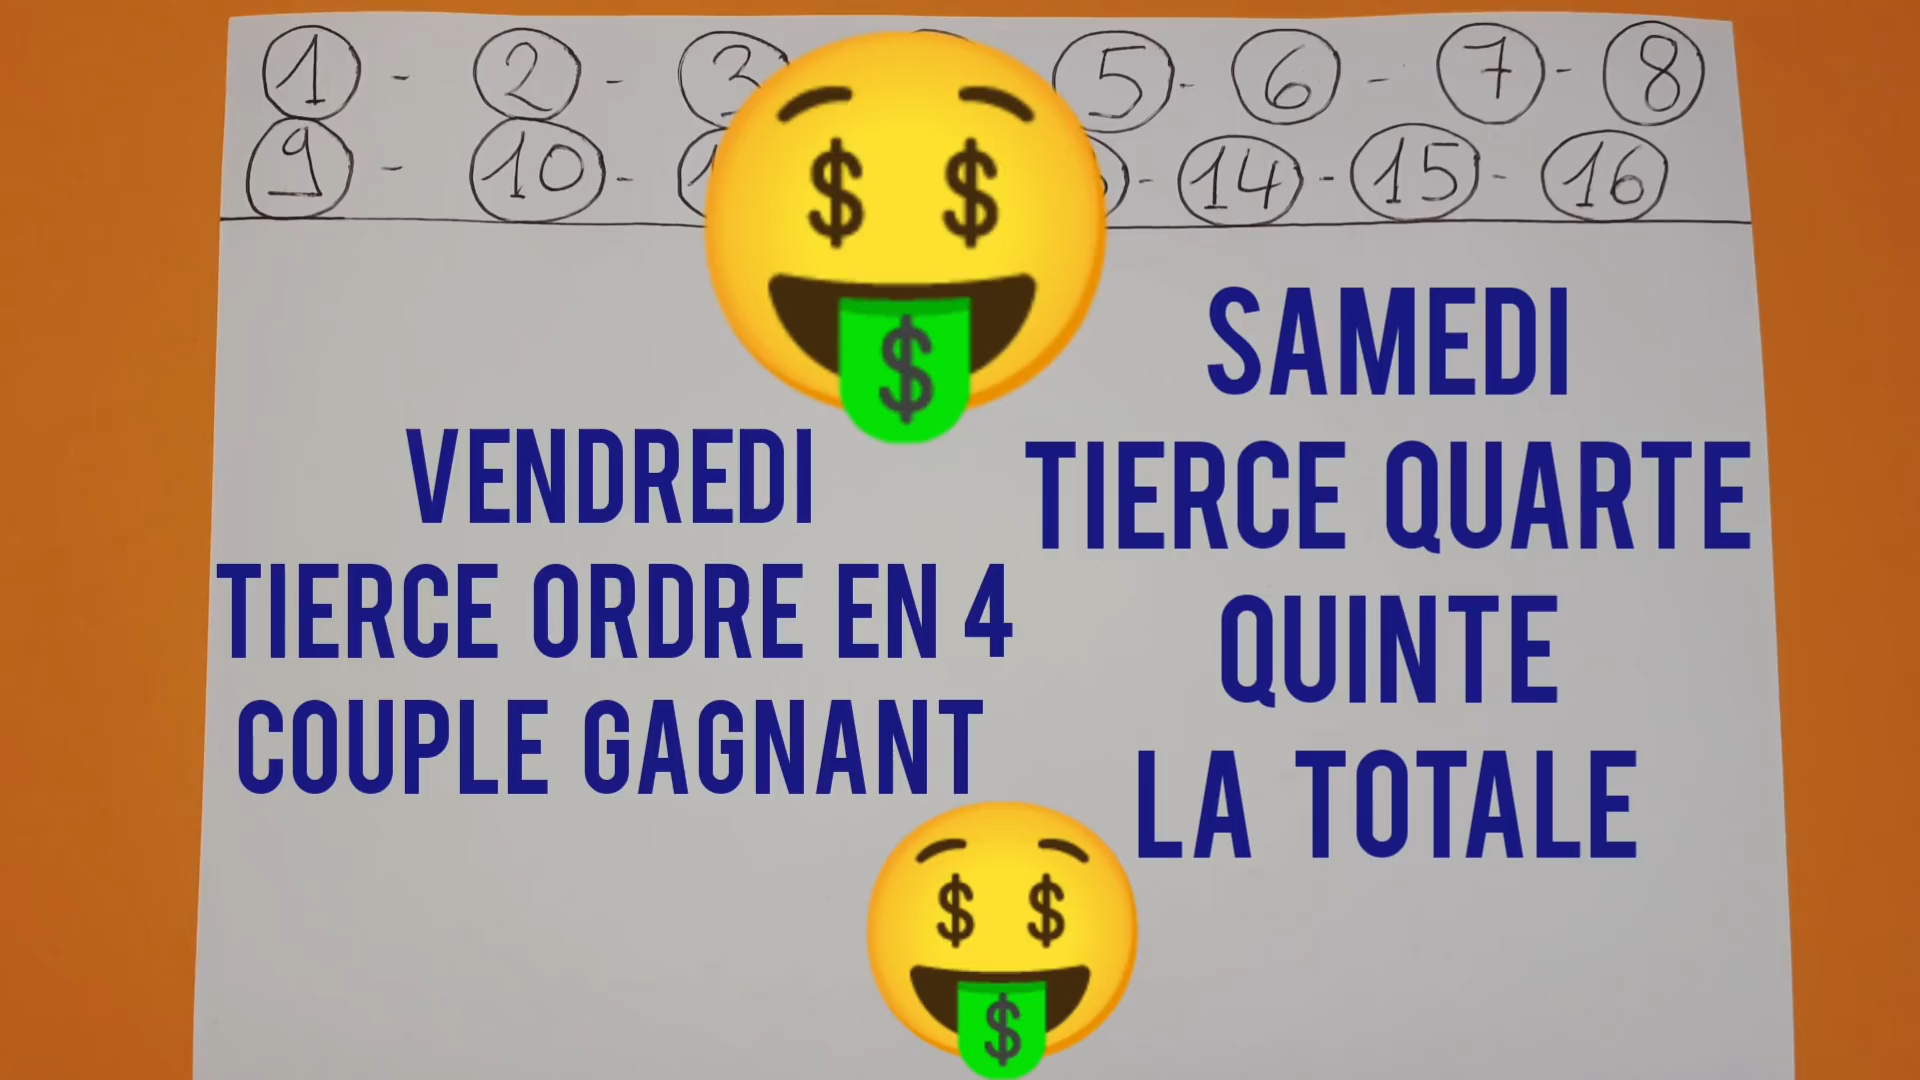 1 - 2 - 3 5 - 6 - 7 - 8
9 - 10 - 14 - 15 - 16
SAMEDI
TIERCE QUARTE
QUINTE
LA TOTALE
VENDREDI
TIERCE ORDRE EN 4
COUPLE GAGNANT